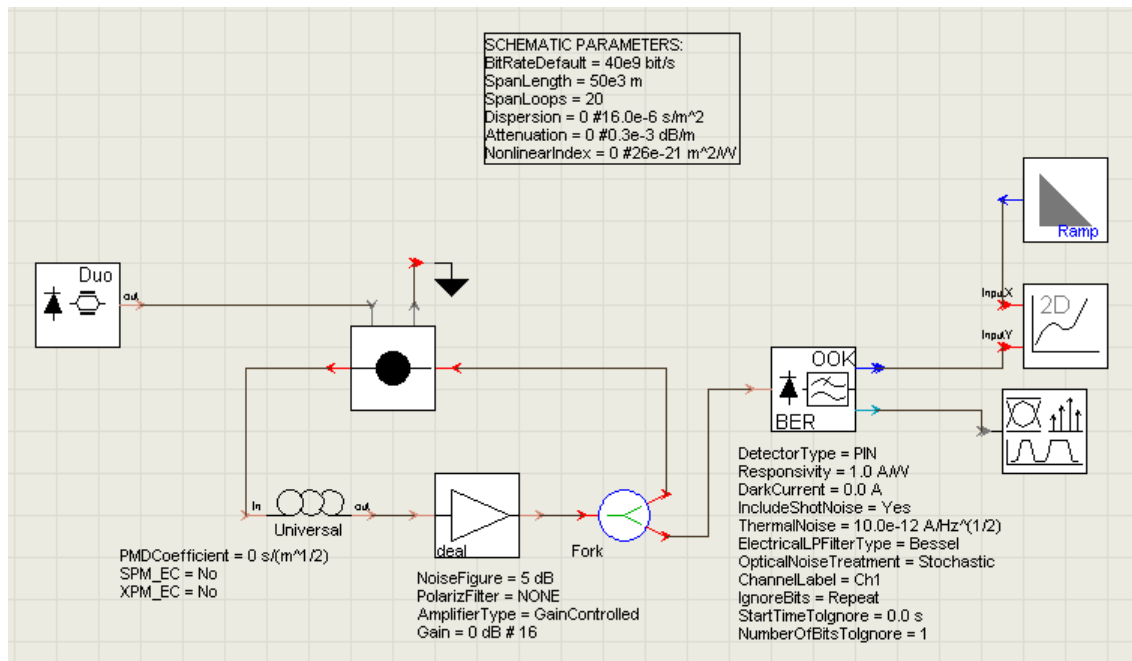 SCHEMATIC PARAMETERS:
BitRateDefault = 40e9 bit/s
SpanLength = 50e3 m
SpanLoops = 20
Dispersion = 0 #16.0e-6 s/m^2
Attenuation = 0 #0.3e-3 dB/m
NonlinearIndex = 0 #26e-21 m^2/W
Ramp
Duo
out
InputX
2D
InputY
OOK
BER
In
out
Universal
deal
Fork
PMDCoefficient = 0 s/(m^1/2)
SPM_EC = No
XPM_EC = No
NoiseFigure = 5 dB
PolarizFilter = NONE
AmplifierType = GainControlled
Gain = 0 dB # 16
DetectorType = PIN
Responsivity = 1.0 A/W
DarkCurrent = 0.0 A
IncludeShotNoise = Yes
ThermalNoise = 10.0e-12 A/Hz^(1/2)
ElectricalLPFilterType = Bessel
OpticalNoiseTreatment = Stochastic
ChannelLabel = Ch1
IgnoreBits = Repeat
StartTimeToIgnore = 0.0 s
NumberOfBitsToIgnore = 1